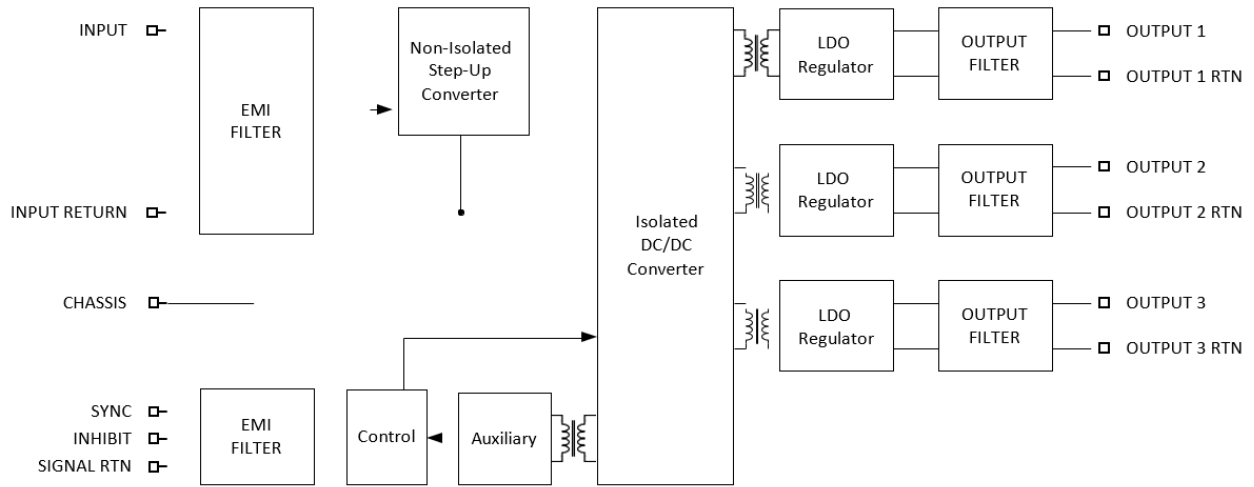 INPUT
INPUT RETURN
CHASSIS
SYNC
INHIBIT
SIGNAL RTN
EMI
FILTER
EMI
FILTER
Non-Isolated
Step-Up
Converter
Control
Auxiliary
Isolated
DC/DC
Converter
LDO
Regulator
OUTPUT
FILTER
OUTPUT 1
OUTPUT 1 RTN
LDO
Regulator
OUTPUT
FILTER
OUTPUT 2
OUTPUT 2 RTN
LDO
Regulator
OUTPUT
FILTER
OUTPUT 3
OUTPUT 3 RTN